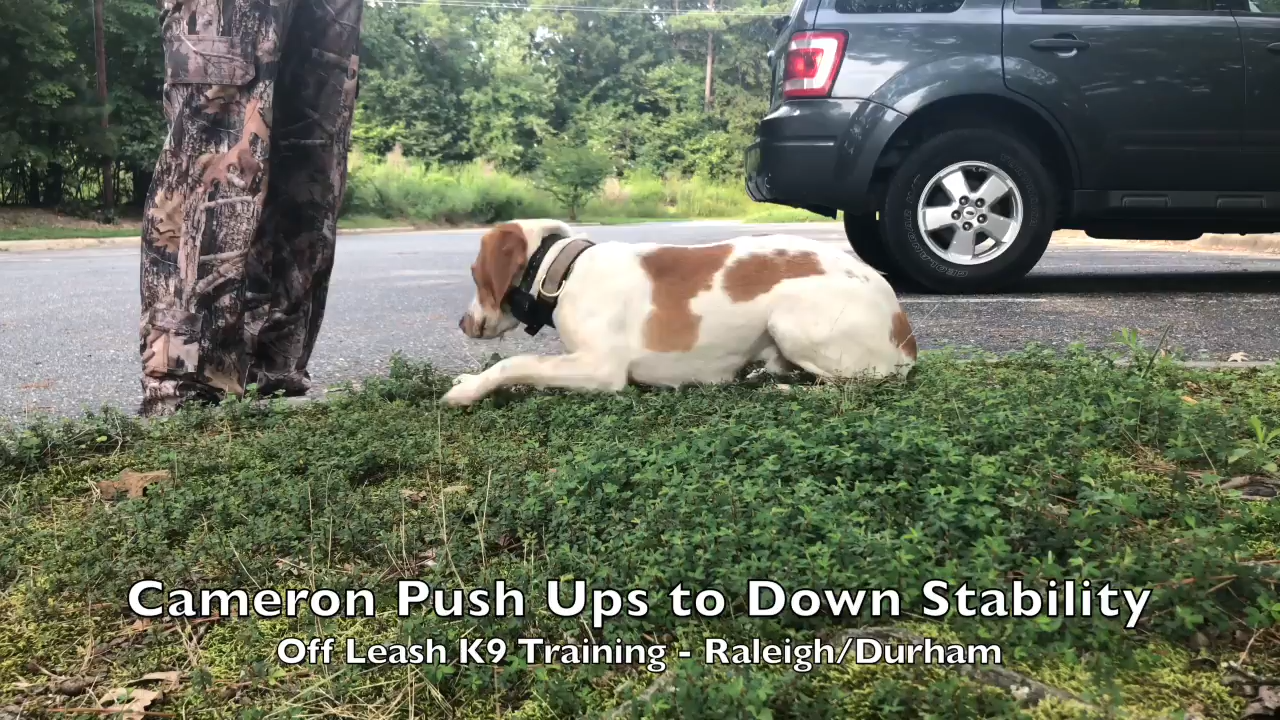 Cameron Push Ups to Down Stability
Off Leash K9 Training - Raleigh/Durham